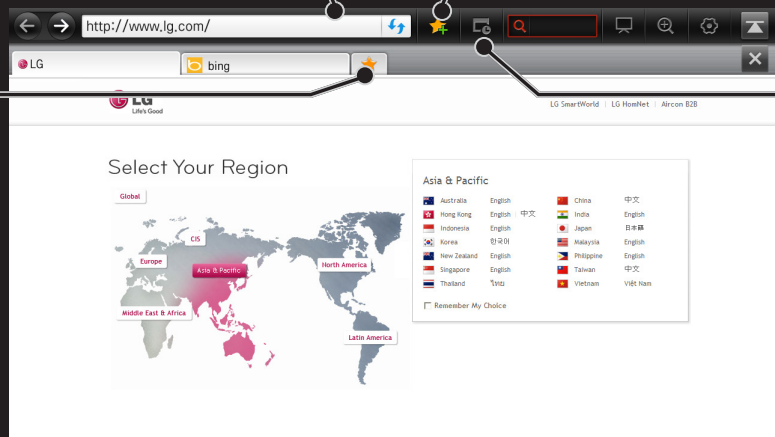 http://www.lg.com/
LG
bing
LG
Life's Good
LG SmartWorld | LG HomNet | Aircon B2B
Select Your Region
Global
CIS
Europe
Asia & Pacific
North America
Middle East & Africa
Latin America
Asia & Pacific
Australia English China 中文
Hong Kong English | 中文 India English
Indonesia English Japan 日本語
Korea 한국어 Malaysia English
New Zealand English Philippine English
Singapore English Taiwan 中文
Thailand ไทย Vietnam Việt Nam
Remember My Choice